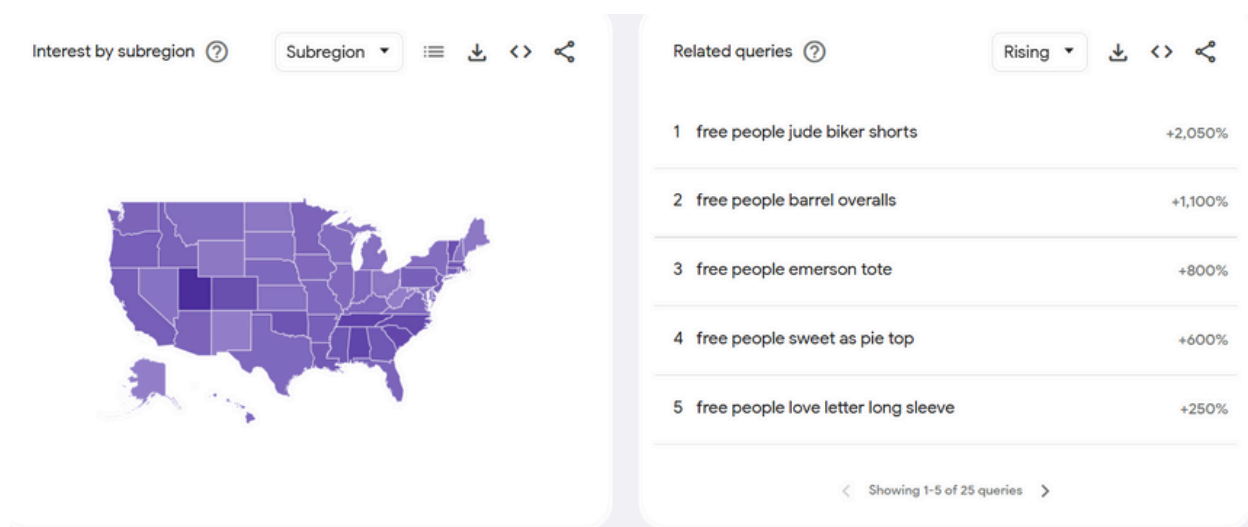 Interest by subregion
Subregion
Related queries
Rising
1 free people jude biker shorts +2,050%
2 free people barrel overalls +1,100%
3 free people emerson tote +800%
4 free people sweet as pie top +600%
5 free people love letter long sleeve +250%
Showing 1-5 of 25 queries